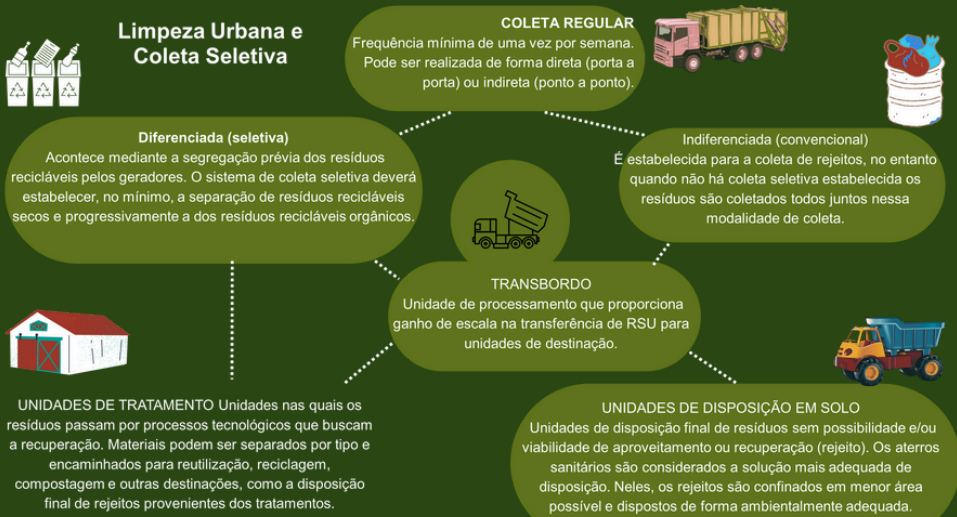 Limpeza Urbana e
Coleta Seletiva
COLETA REGULAR
Frequência mínima de uma vez por semana.
Pode ser realizada de forma direta (porta a
porta) ou indireta (ponto a ponto).
Diferenciada (seletiva)
Acontece mediante a segregação prévia dos resíduos
recicláveis pelos geradores. O sistema de coleta seletiva deverá
estabelecer, no mínimo, a separação de resíduos recicláveis
secos e progressivamente a dos resíduos recicláveis orgânicos.
Indiferenciada (convencional)
É estabelecida para a coleta de rejeitos, no entanto
quando não há coleta seletiva estabelecida os
resíduos são coletados todos juntos nessa
modalidade de coleta.
TRANSBORDO
Unidade de processamento que proporciona
ganho de escala na transferência de RSU para
unidades de destinação.
UNIDADES DE TRATAMENTO Unidades nas quais os
resíduos passam por processos tecnológicos que buscam
a recuperação. Materiais podem ser separados por tipo e
encaminhados para reutilização, reciclagem,
compostagem e outras destinações, como a disposição
final de rejeitos provenientes dos tratamentos.
UNIDADES DE DISPOSIÇÃO EM SOLO
Unidades de disposição final de resíduos sem possibilidade e/ou
viabilidade de aproveitamento ou recuperação (rejeito). Os aterros
sanitários são considerados a solução mais adequada de
disposição. Neles, os rejeitos são confinados em menor área
possível e dispostos de forma ambientalmente adequada.